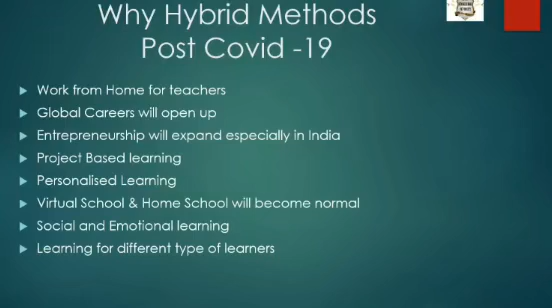 Why Hybrid Methods
Post Covid -19
Work from Home for teachers
Global Careers will open up
Entrepreneurship will expand especially in India
Project Based learning
Personalised Learning
Virtual School & Home School will become normal
Social and Emotional learning
Learning for different type of learners